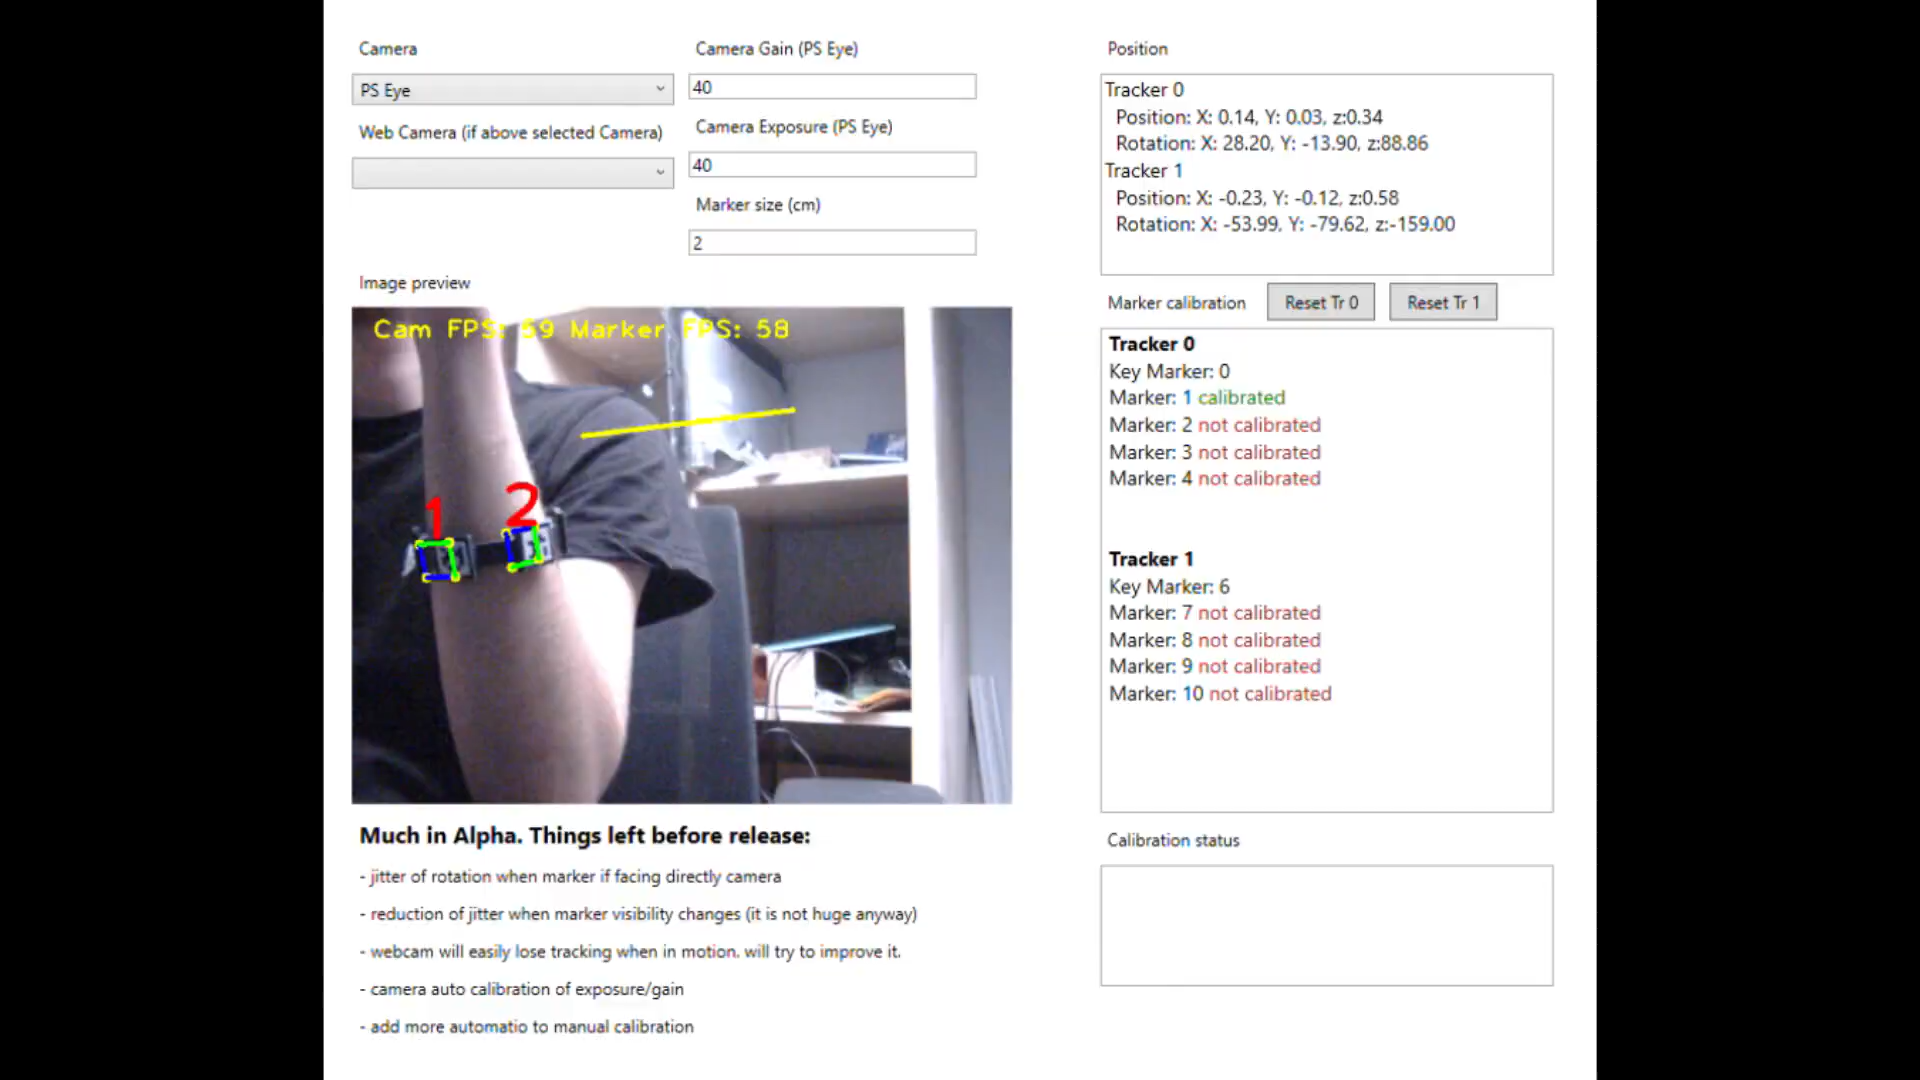 Camera
PS Eye
Web Camera (if above selected Camera)
Camera Gain (PS Eye)
40
Camera Exposure (PS Eye)
40
Marker size (cm)
2
Image preview
Cam FPS: 59 Marker FPS: 58
1
2
Much in Alpha. Things left before release:
- jitter of rotation when marker if facing directly camera
- reduction of jitter when marker visibility changes (it is not huge anyway)
- webcam will easily lose tracking when in motion. will try to improve it.
- camera auto calibration of exposure/gain
- add more automatio to manual calibration
Position
Tracker 0
Position: X: 0.14, Y: 0.03, z:0.34
Rotation: X: 28.20, Y: -13.90, z:88.86
Tracker 1
Position: X: -0.23, Y: -0.12, z:0.58
Rotation: X: -53.99, Y: -79.62, z:-159.00
Marker calibration
Reset Tr 0
Reset Tr 1
Tracker 0
Key Marker: 0
Marker: 1 calibrated
Marker: 2 not calibrated
Marker: 3 not calibrated
Marker: 4 not calibrated
Tracker 1
Key Marker: 6
Marker: 7 not calibrated
Marker: 8 not calibrated
Marker: 9 not calibrated
Marker: 10 not calibrated
Calibration status